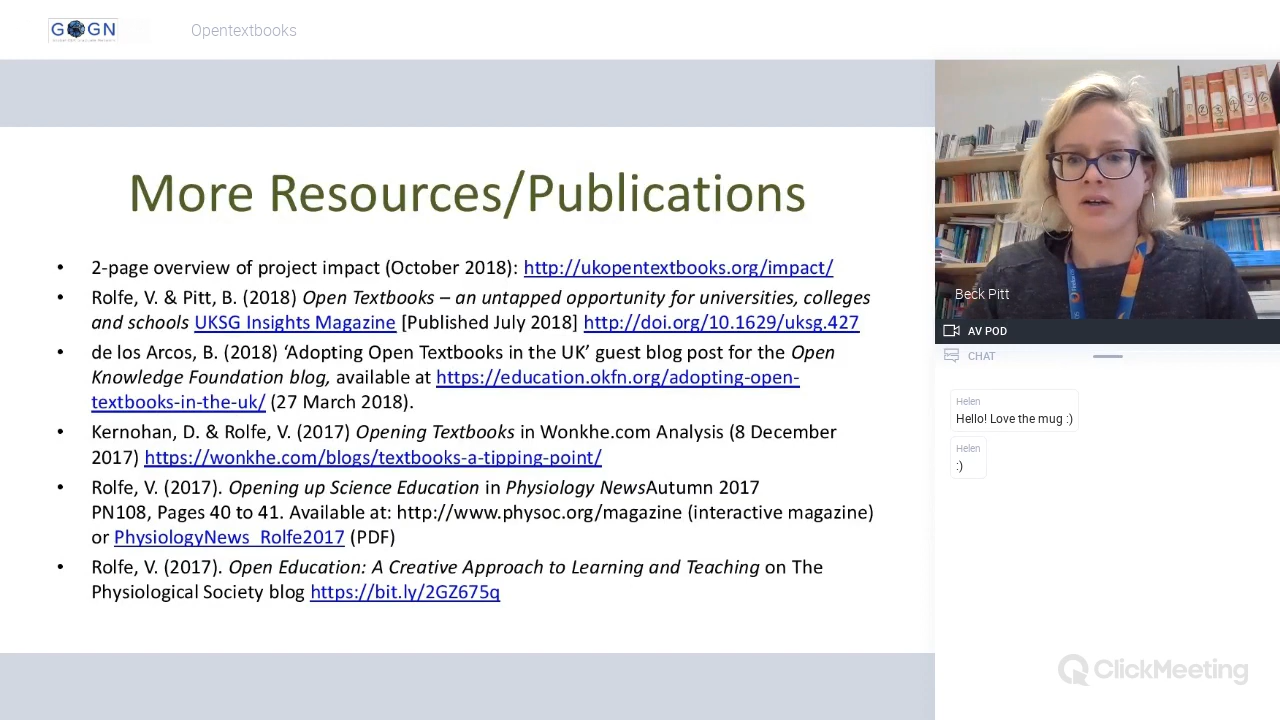 GOGN
Opentextbooks
More Resources/Publications
• 2-page overview of project impact (October 2018): http://ukopentextbooks.org/impact/
• Rolfe, V. & Pitt, B. (2018) Open Textbooks – an untapped opportunity for universities, colleges
and schools UKSG Insights Magazine [Published July 2018] http://doi.org/10.1629/uksg.427
• de los Arcos, B. (2018) ‘Adopting Open Textbooks in the UK’ guest blog post for the Open
Knowledge Foundation blog, available at https://education.okfn.org/adopting-open-
textbooks-in-the-uk/ (27 March 2018).
• Kernohan, D. & Rolfe, V. (2017) Opening Textbooks in Wonkhe.com Analysis (8 December
2017) https://wonkhe.com/blogs/textbooks-a-tipping-point/
• Rolfe, V. (2017). Opening up Science Education in Physiology NewsAutumn 2017
PN108, Pages 40 to 41. Available at: http://www.physoc.org/magazine (interactive magazine)
or PhysiologyNews_Rolfe2017 (PDF)
• Rolfe, V. (2017). Open Education: A Creative Approach to Learning and Teaching on The
Physiological Society blog https://bit.ly/2GZ675q
Beck Pitt
AV POD
CHAT
Helen
Hello! Love the mug :)
Helen
:)
ClickMeeting